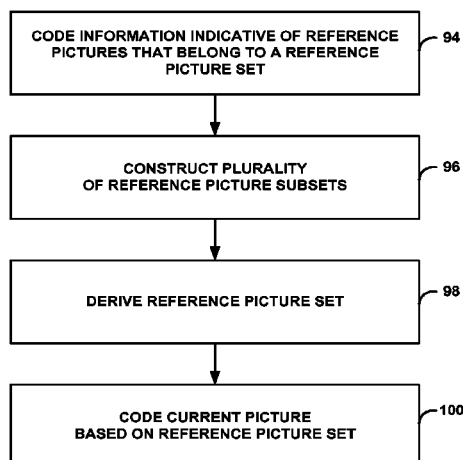 CODE INFORMATION INDICATIVE OF REFERENCE
PICTURES THAT BELONG TO A REFERENCE
PICTURE SET
94
CONSTRUCT PLURALITY
OF REFERENCE PICTURE SUBSETS
96
DERIVE REFERENCE PICTURE SET
98
CODE CURRENT PICTURE
BASED ON REFERENCE PICTURE SET
100